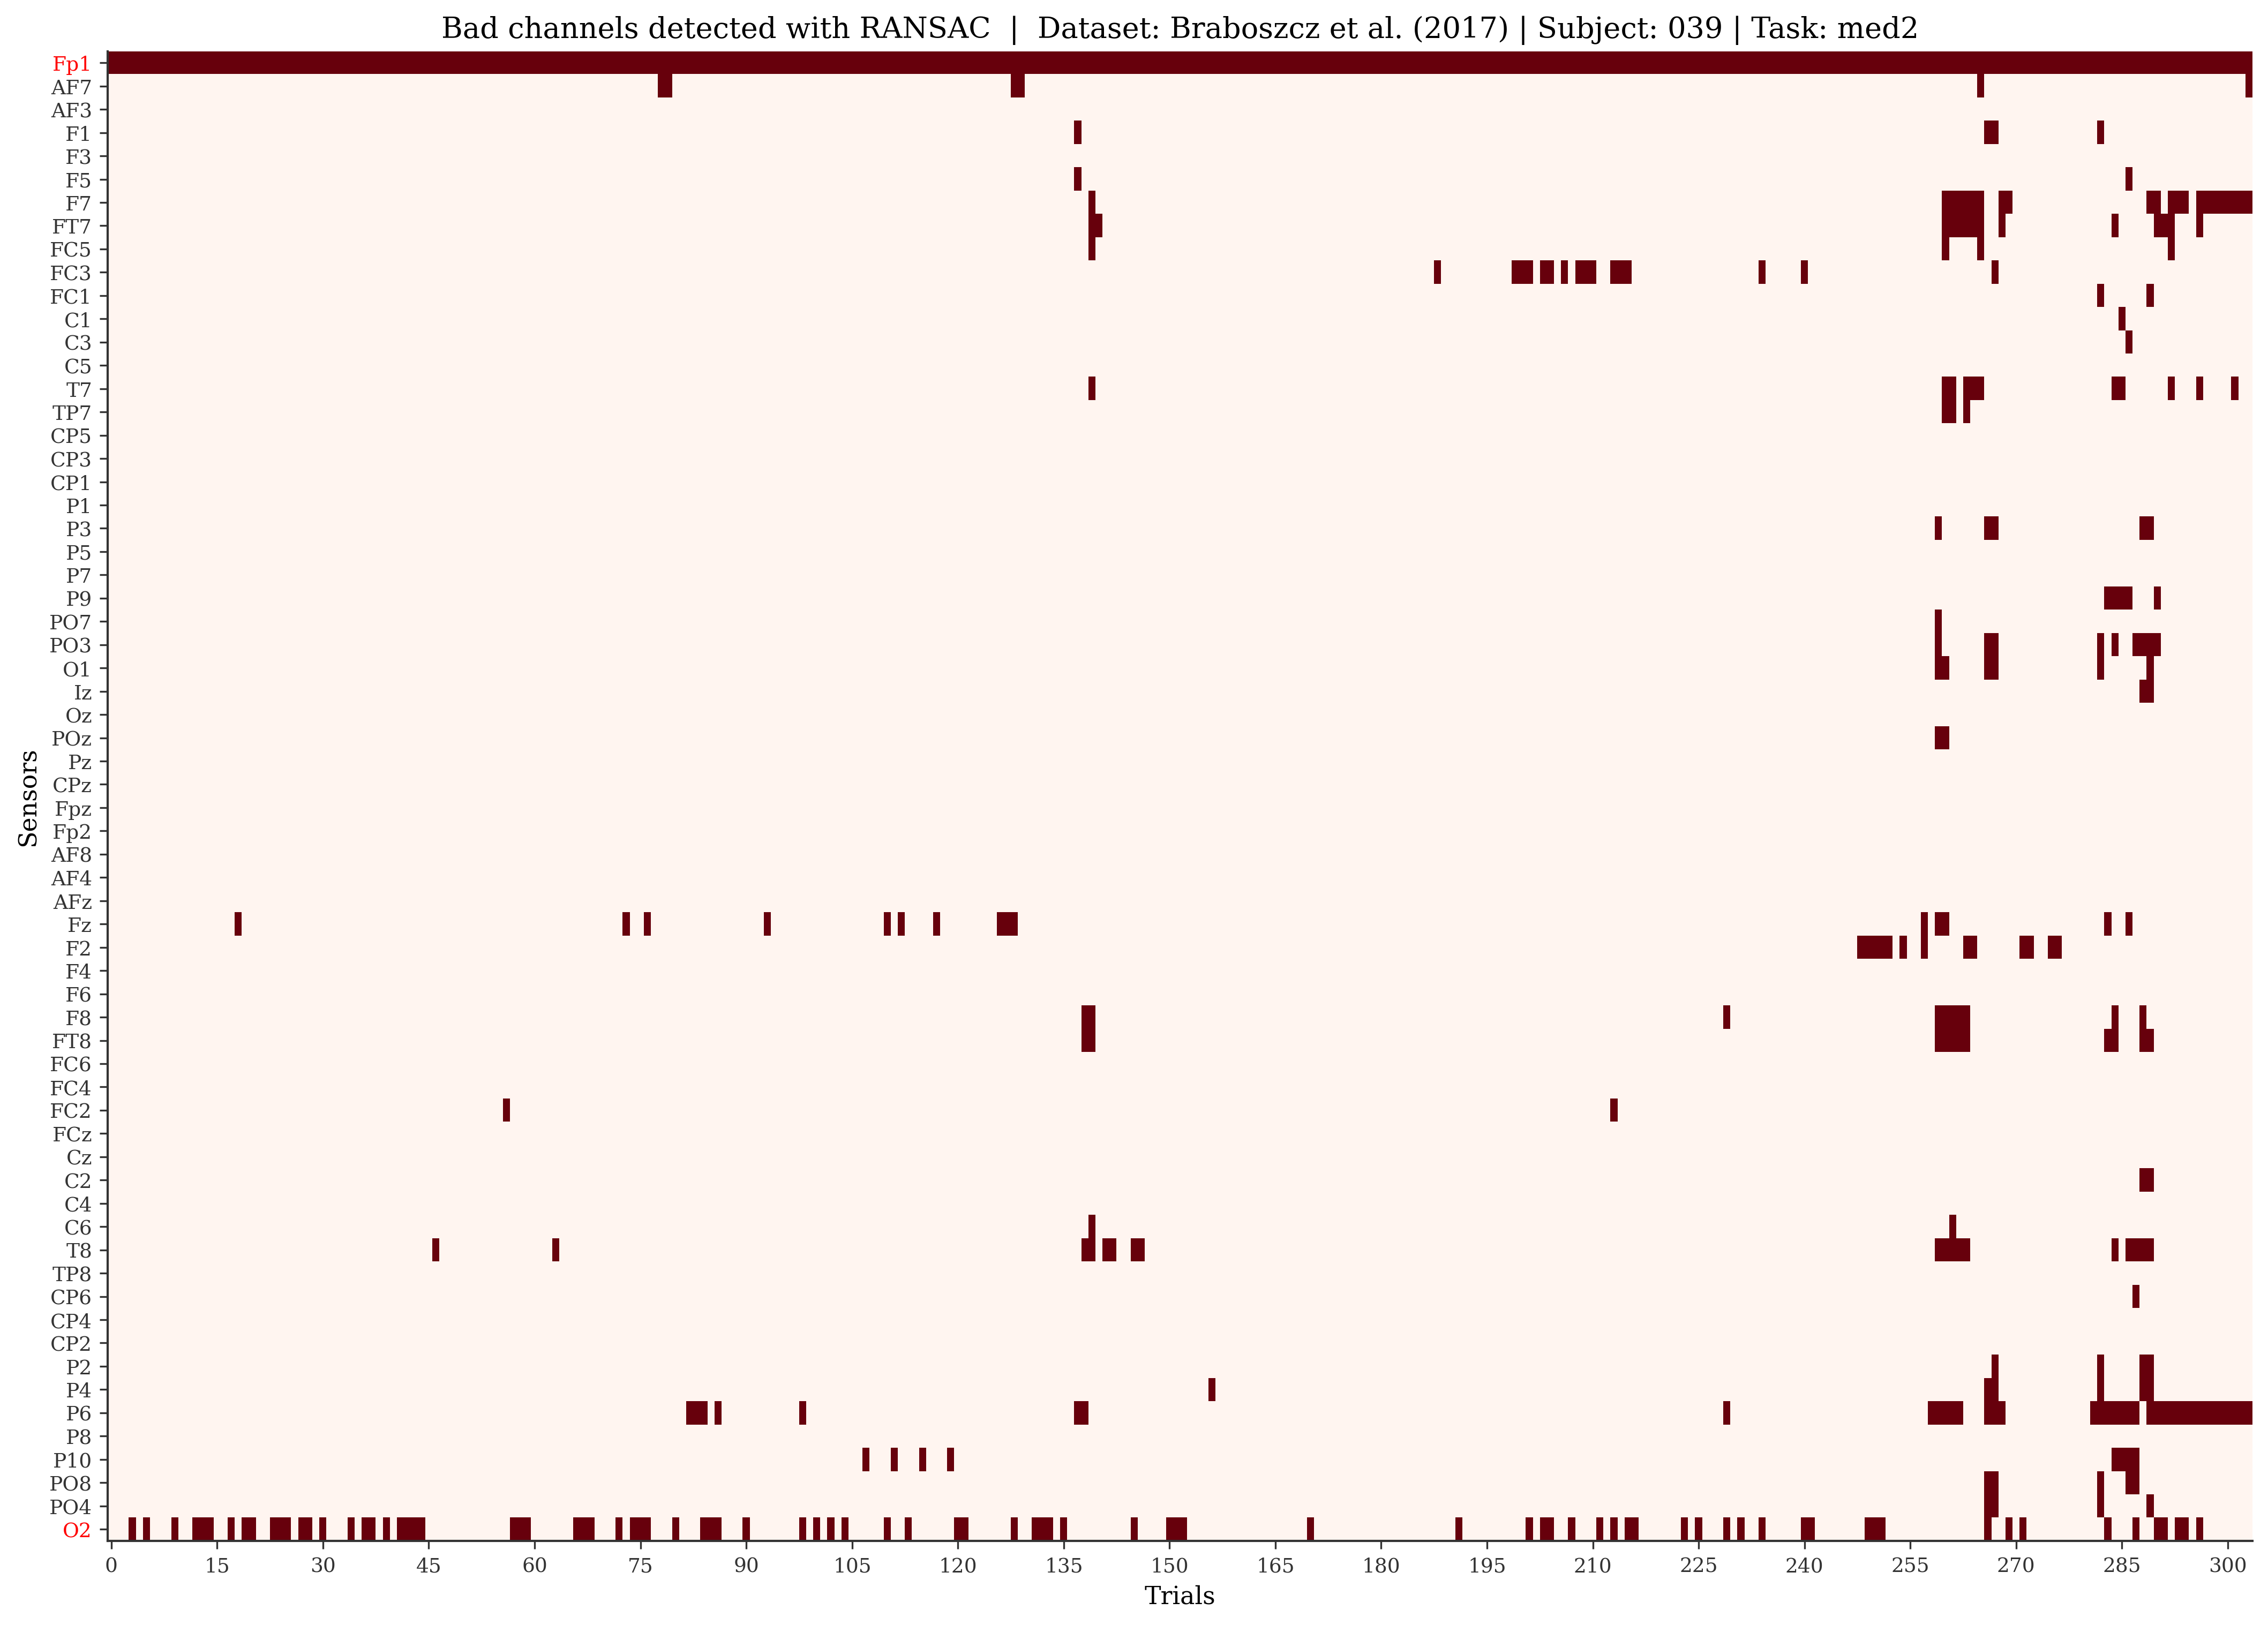 Bad channels detected with RANSAC | Dataset: Braboszcz et al. (2017) | Subject: 039 | Task: med2
Sensors
Fp1
AF7
AF3
F1
F3
F5
F7
FT7
FC5
FC3
FC1
C1
C3
C5
T7
TP7
CP5
CP3
CP1
P1
P3
P5
P7
P9
PO7
PO3
O1
Iz
Oz
POz
Pz
CPz
Fpz
Fp2
AF8
AF4
AFz
Fz
F2
F4
F6
F8
FT8
FC6
FC4
FC2
FCz
Cz
C2
C4
C6
T8
TP8
CP6
CP4
CP2
P2
P4
P6
P8
P10
PO8
PO4
O2
0 15 30 45 60 75 90 105 120 135 150 165 180 195 210 225 240 255 270 285 300
Trials